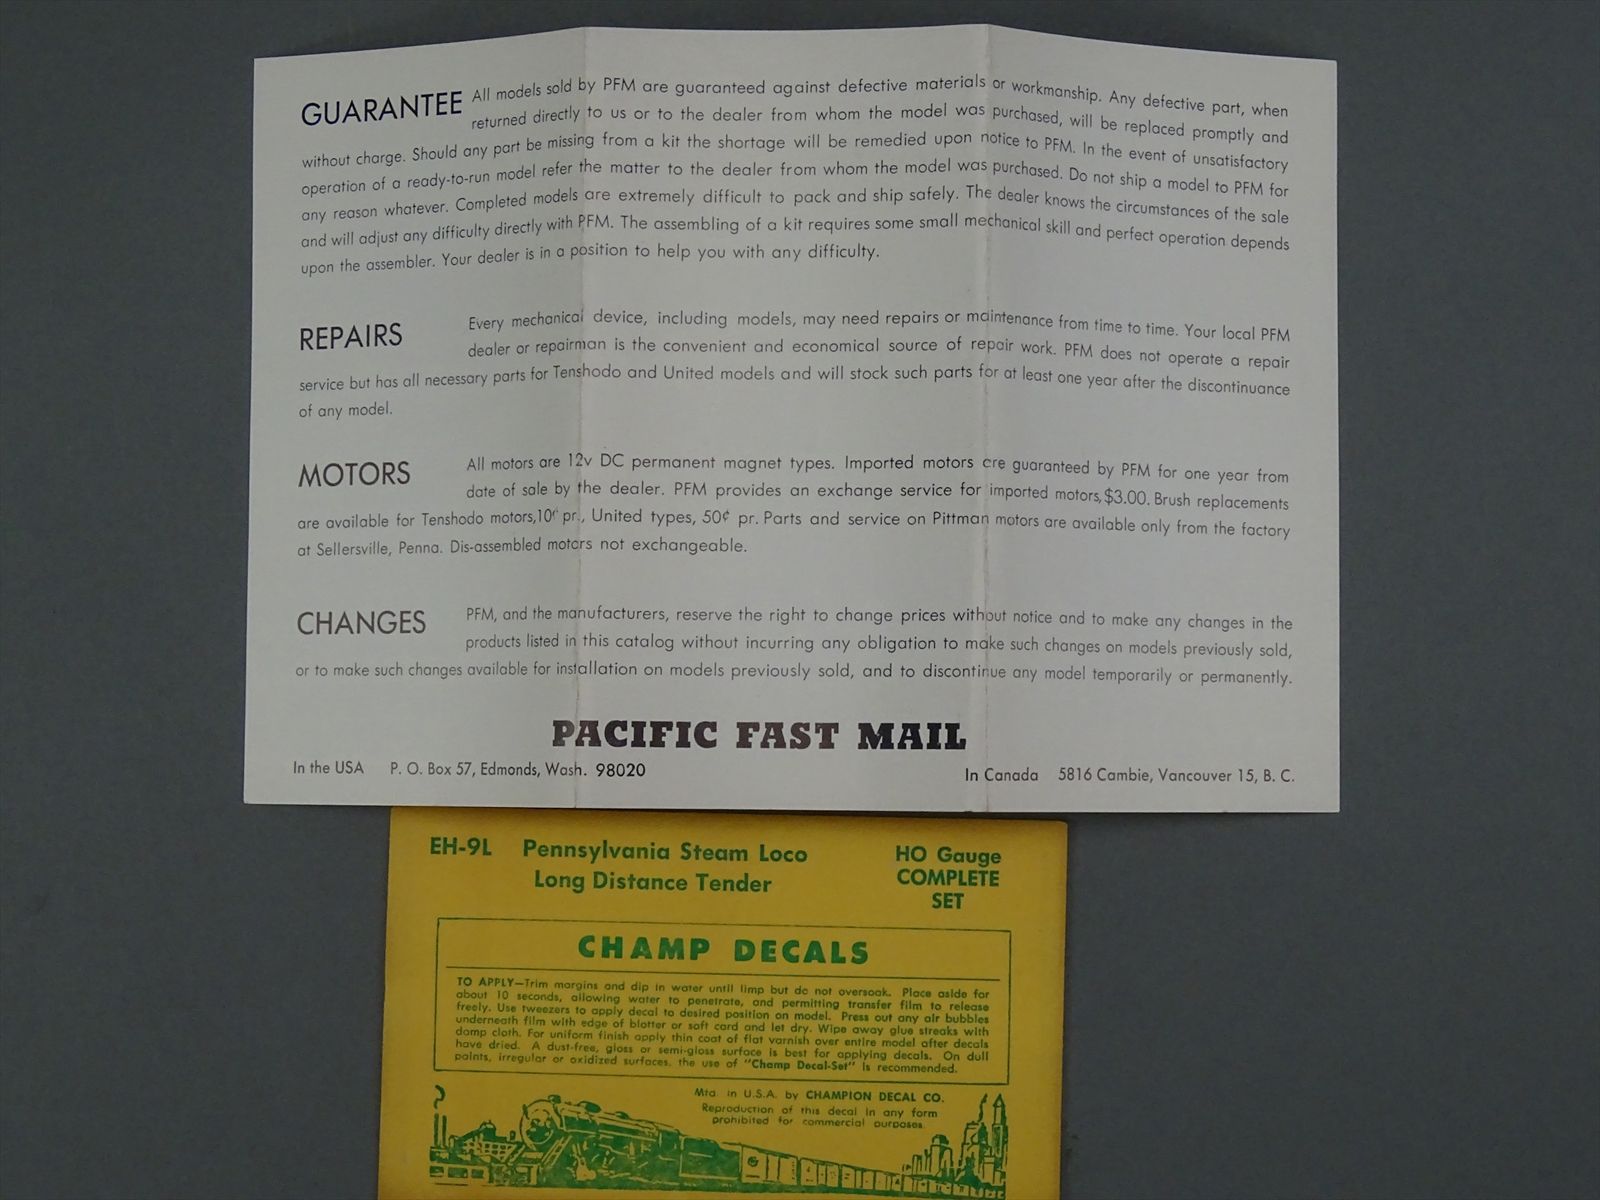 GUARANTEE All models sold by PFM are guaranteed against defective materials or workmanship. Any defective part, when
returned directly to us or to the dealer from whom the model was purchased, will be replaced promptly and
without charge. Should any part be missing from a kit the shortage will be remedied upon notice to PFM. In the event of unsatisfactory
operation of a ready-to-run model refer the matter to the dealer from whom the model was purchased. Do not ship a model to PFM for
any reason whatever. Completed models are extremely difficult to pack and ship safely. The dealer knows the circumstances of the sale
and will adjust any difficulty directly with PFM. The assembling of a kit requires some small mechanical skill and perfect operation depends
upon the assembler. Your dealer is in a position to help you with any difficulty.
REPAIRS Every mechanical device, including models, may need repairs or maintenance from time to time. Your local PFM
dealer or repairman is the convenient and economical source of repair work. PFM does not operate a repair
service but has all necessary parts for Tenshodo and United models and will stock such parts for at least one year after the discontinuance
of any model.
MOTORS All motors are 12v DC permanent magnet types. Imported motors are guaranteed by PFM for one year from
date of sale by the dealer. PFM provides an exchange service for imported motors,$3.00. Brush replacements
are available for Tenshodo motors,10¢ pr., United types, 50¢ pr. Parts and service on Pittman motors are available only from the factory
at Sellersville, Penna. Dis-assembled motors not exchangeable.
CHANGES PFM, and the manufacturers, reserve the right to change prices without notice and to make any changes in the
products listed in this catalog without incurring any obligation to make such changes on models previously sold,
or to make such changes available for installation on models previously sold, and to discontinue any model temporarily or permanently.
PACIFIC FAST MAIL
In the USA P. O. Box 57, Edmonds, Wash. 98020 In Canada 5816 Cambie, Vancouver 15, B. C.
EH-9L Pennsylvania Steam Loco HO Gauge
Long Distance Tender COMPLETE
SET
CHAMP DECALS
TO APPLY—Trim margins and dip in water until limp but do not oversoak. Place aside for
about 10 seconds, allowing water to penetrate, and permitting transfer film to release
freely. Use tweezers to apply decal to desired position on model. Press out any air bubbles
underneath film with edge of blotter or soft card and let dry. Wipe away glue streaks with
damp cloth. For uniform finish apply thin coat of flat varnish over entire model after decals
have dried. A dust-free, gloss or semi-gloss surface is best for applying decals. On dull
paints, irregular or oxidized surfaces, the use of "Champ Decal-Set" is recommended.
Mfd. in U.S.A. by CHAMPION DECAL CO.
Reproduction of this decal in any form
prohibited for commercial purposes.